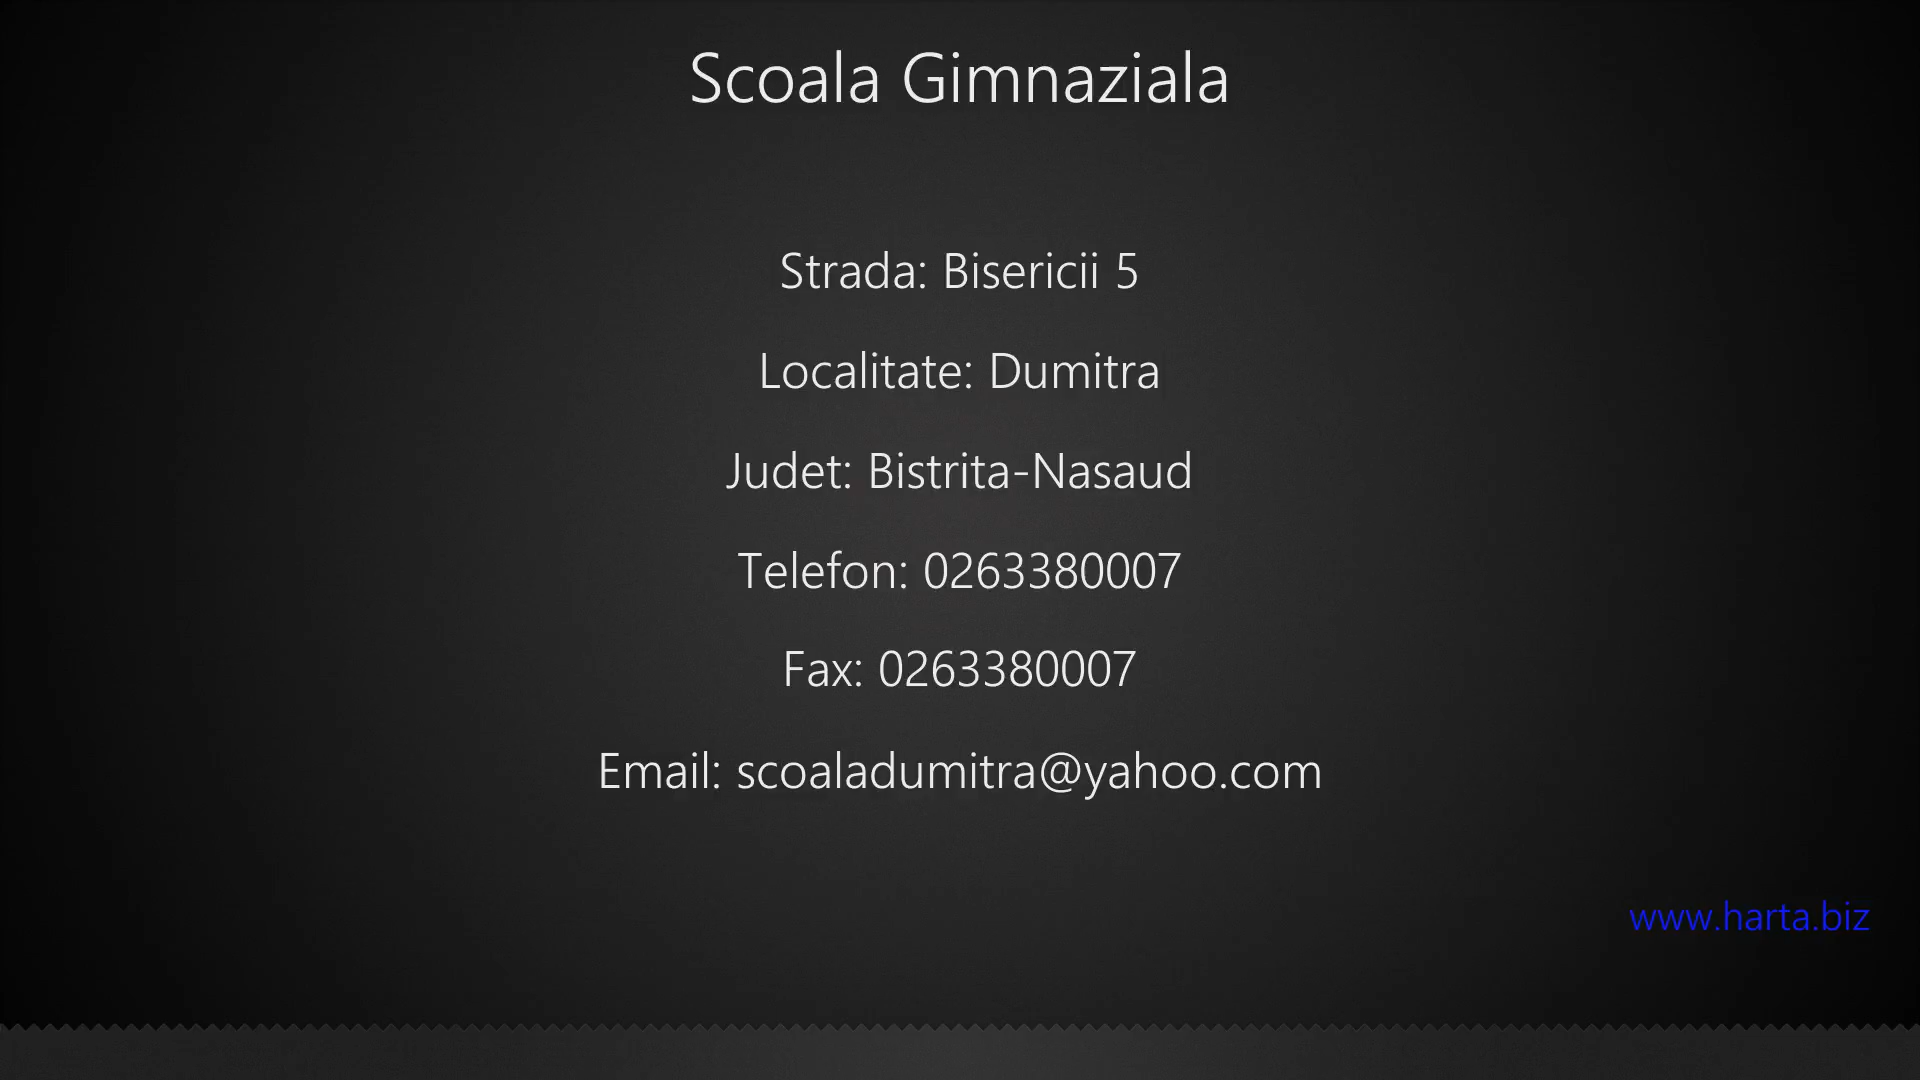 Scoala Gimnaziala
Strada: Bisericii 5
Localitate: Dumitra
Judet: Bistrita-Nasaud
Telefon: 0263380007
Fax: 0263380007
Email: scoaladumitra@yahoo.com
www.harta.biz